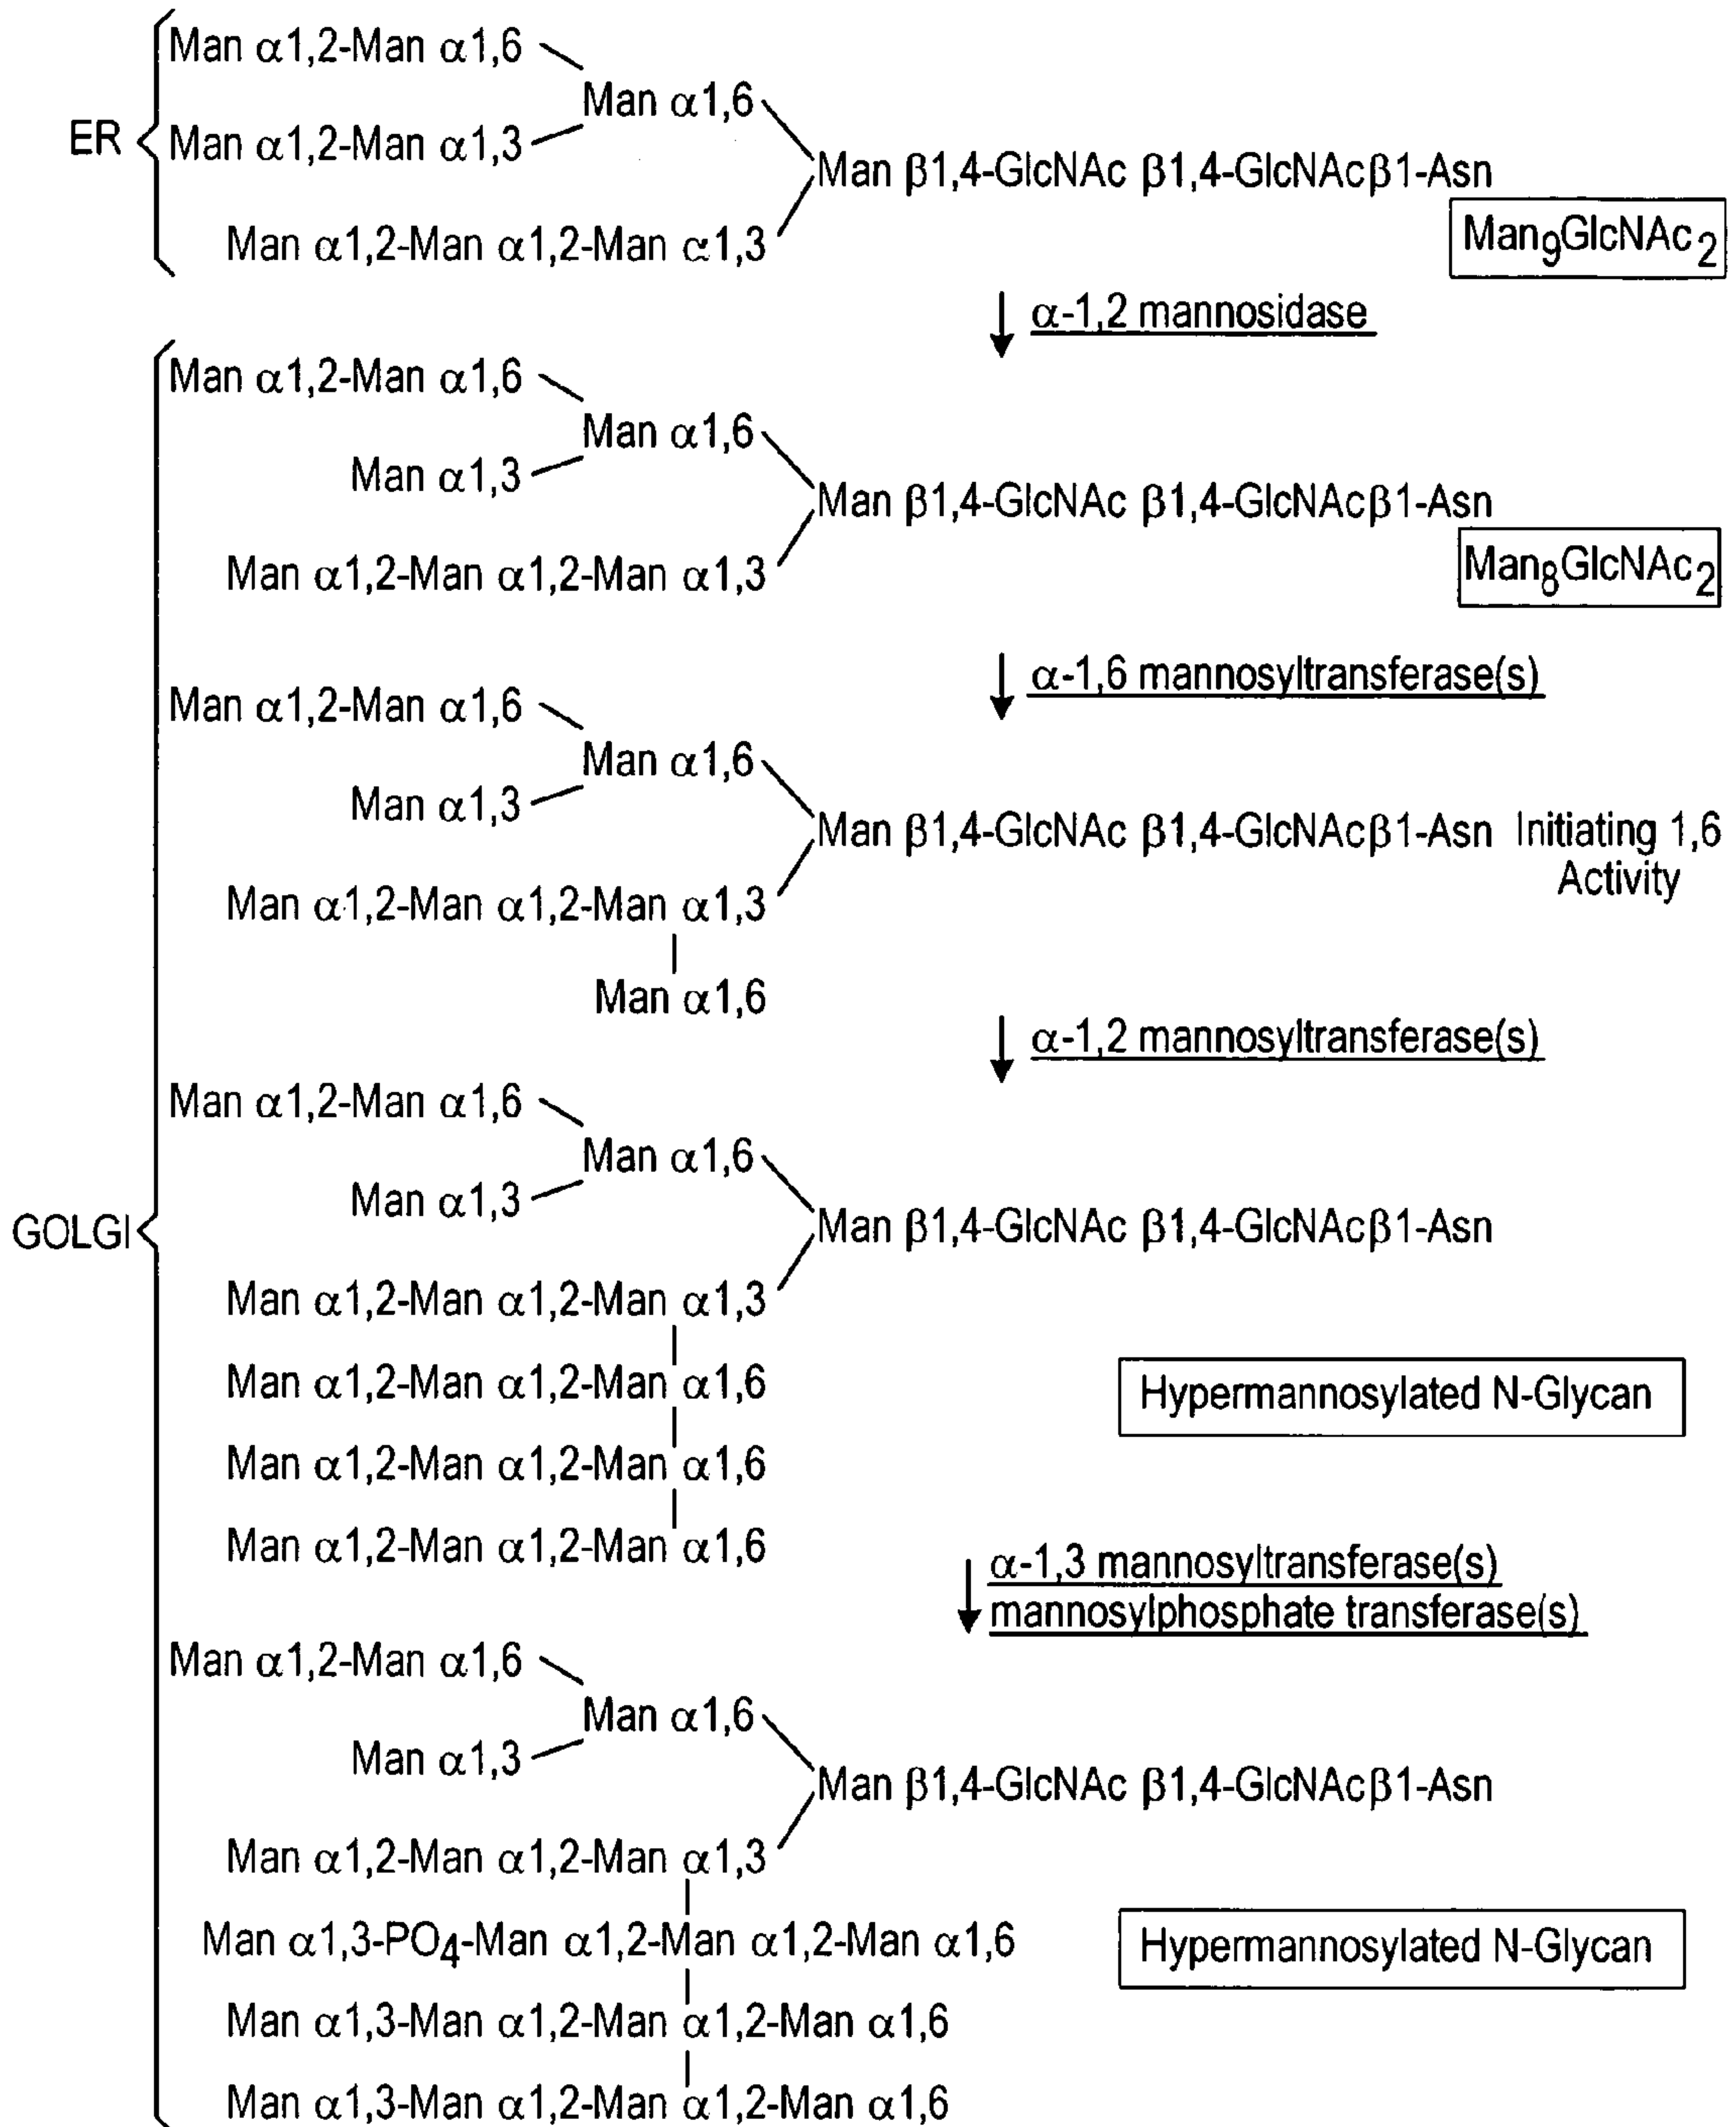 Man α1,2-Man α1,6
Man α1,6
ER
Man α1,2-Man α1,3
Man β1,4-GlcNAc β1,4-GlcNAcβ1-Asn
Man α1,2-Man α1,2-Man α1,3
Man9GlcNAc2
α-1,2 mannosidase
Man α1,2-Man α1,6
Man α1,6
Man α1,3
Man β1,4-GlcNAc β1,4-GlcNAcβ1-Asn
Man α1,2-Man α1,2-Man α1,3
Man8GlcNAc2
α-1,6 mannosyltransferase(s)
Man α1,2-Man α1,6
Man α1,6
Man α1,3
Man β1,4-GlcNAc β1,4-GlcNAcβ1-Asn
Initiating 1,6
Activity
Man α1,2-Man α1,2-Man α1,3
Man α1,6
α-1,2 mannosyltransferase(s)
Man α1,2-Man α1,6
Man α1,6
Man α1,3
GOLGI
Man β1,4-GlcNAc β1,4-GlcNAcβ1-Asn
Man α1,2-Man α1,2-Man α1,3
Man α1,2-Man α1,2-Man α1,6
Hypermannosylated N-Glycan
Man α1,2-Man α1,2-Man α1,6
Man α1,2-Man α1,2-Man α1,6
α-1,3 mannosyltransferase(s)
mannosylphosphate transferase(s)
Man α1,2-Man α1,6
Man α1,6
Man α1,3
Man β1,4-GlcNAc β1,4-GlcNAcβ1-Asn
Man α1,2-Man α1,2-Man α1,3
Man α1,3-PO4-Man α1,2-Man α1,2-Man α1,6
Hypermannosylated N-Glycan
Man α1,3-Man α1,2-Man α1,2-Man α1,6
Man α1,3-Man α1,2-Man α1,2-Man α1,6